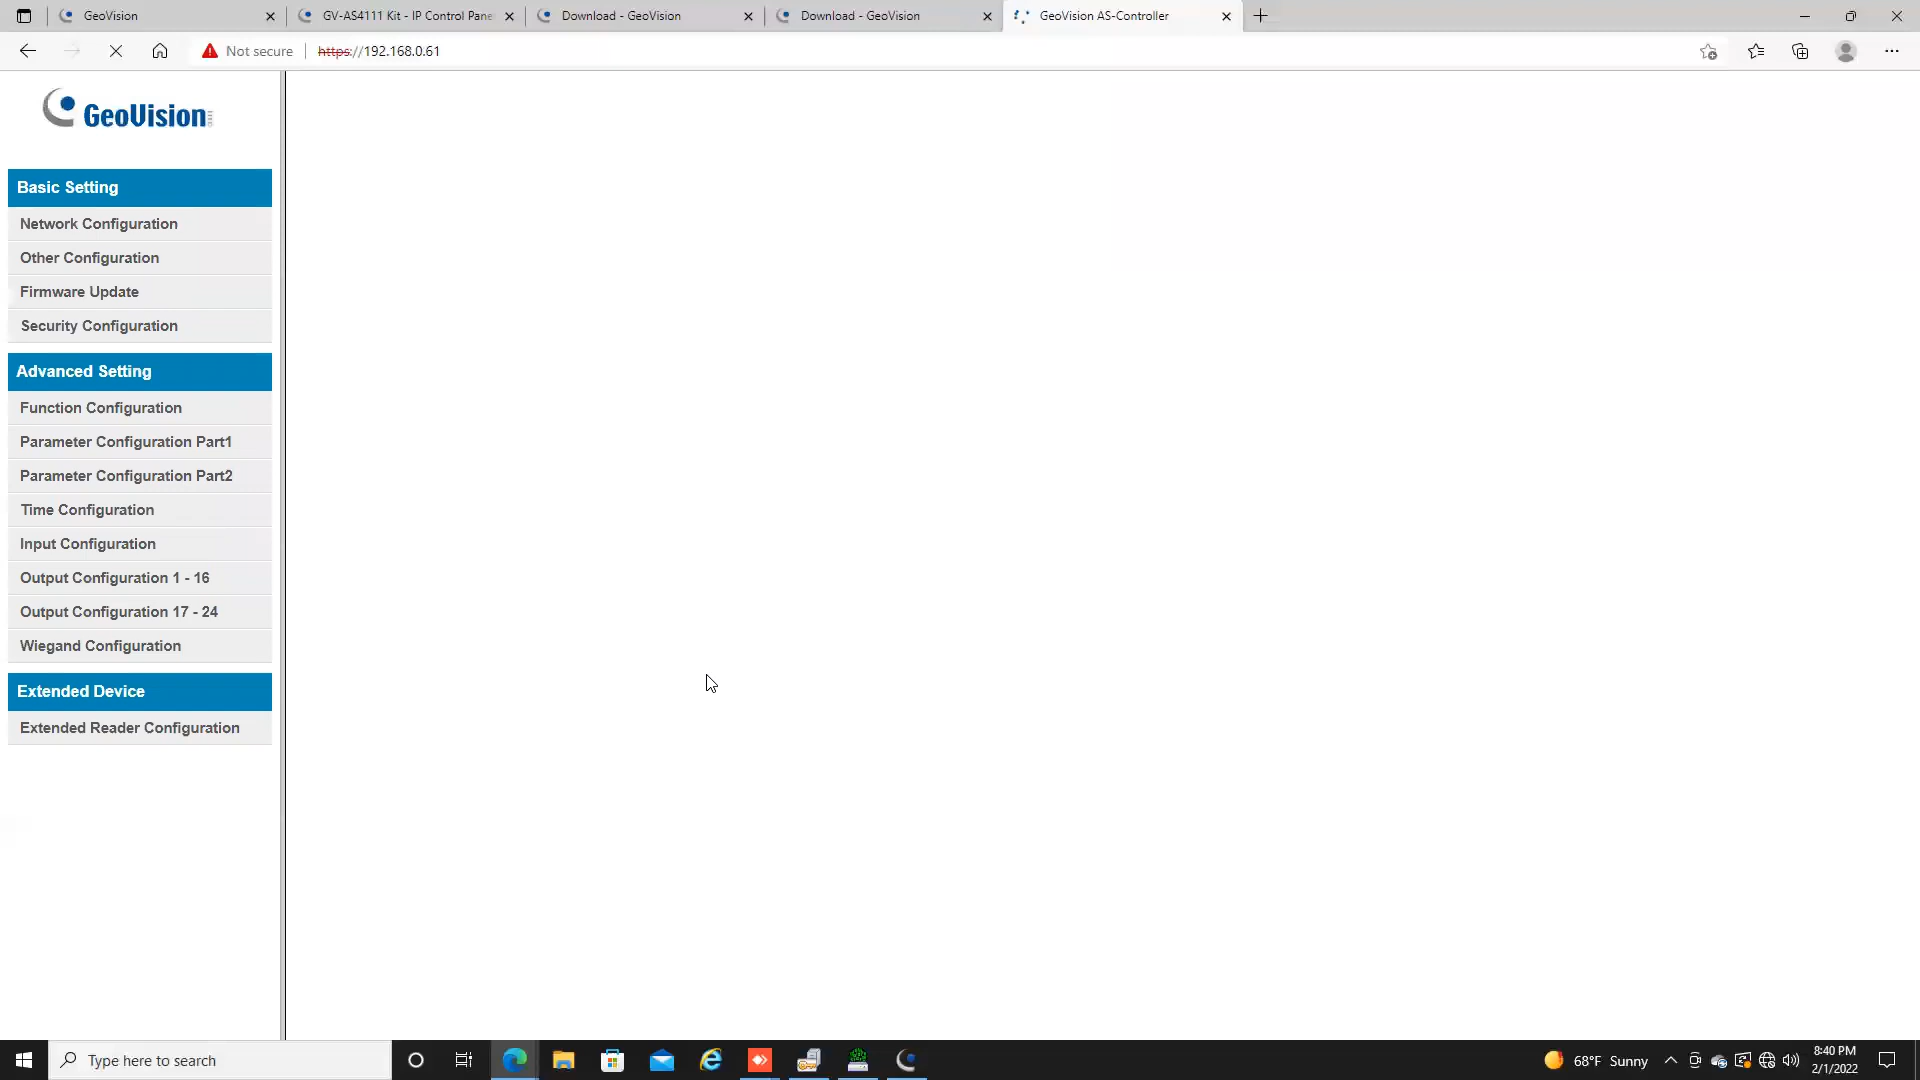 GeoVision
GV-AS4111 Kit - IP Control Pane
Download - GeoVision
Download - GeoVision
GeoVision AS-Controller
Not secure
https://192.168.0.61
GeoVision
Basic Setting
Network Configuration
Other Configuration
Firmware Update
Security Configuration
Advanced Setting
Function Configuration
Parameter Configuration Part1
Parameter Configuration Part2
Time Configuration
Input Configuration
Output Configuration 1 - 16
Output Configuration 17 - 24
Wiegand Configuration
Extended Device
Extended Reader Configuration
Type here to search
68°F Sunny
8:40 PM
2/1/2022